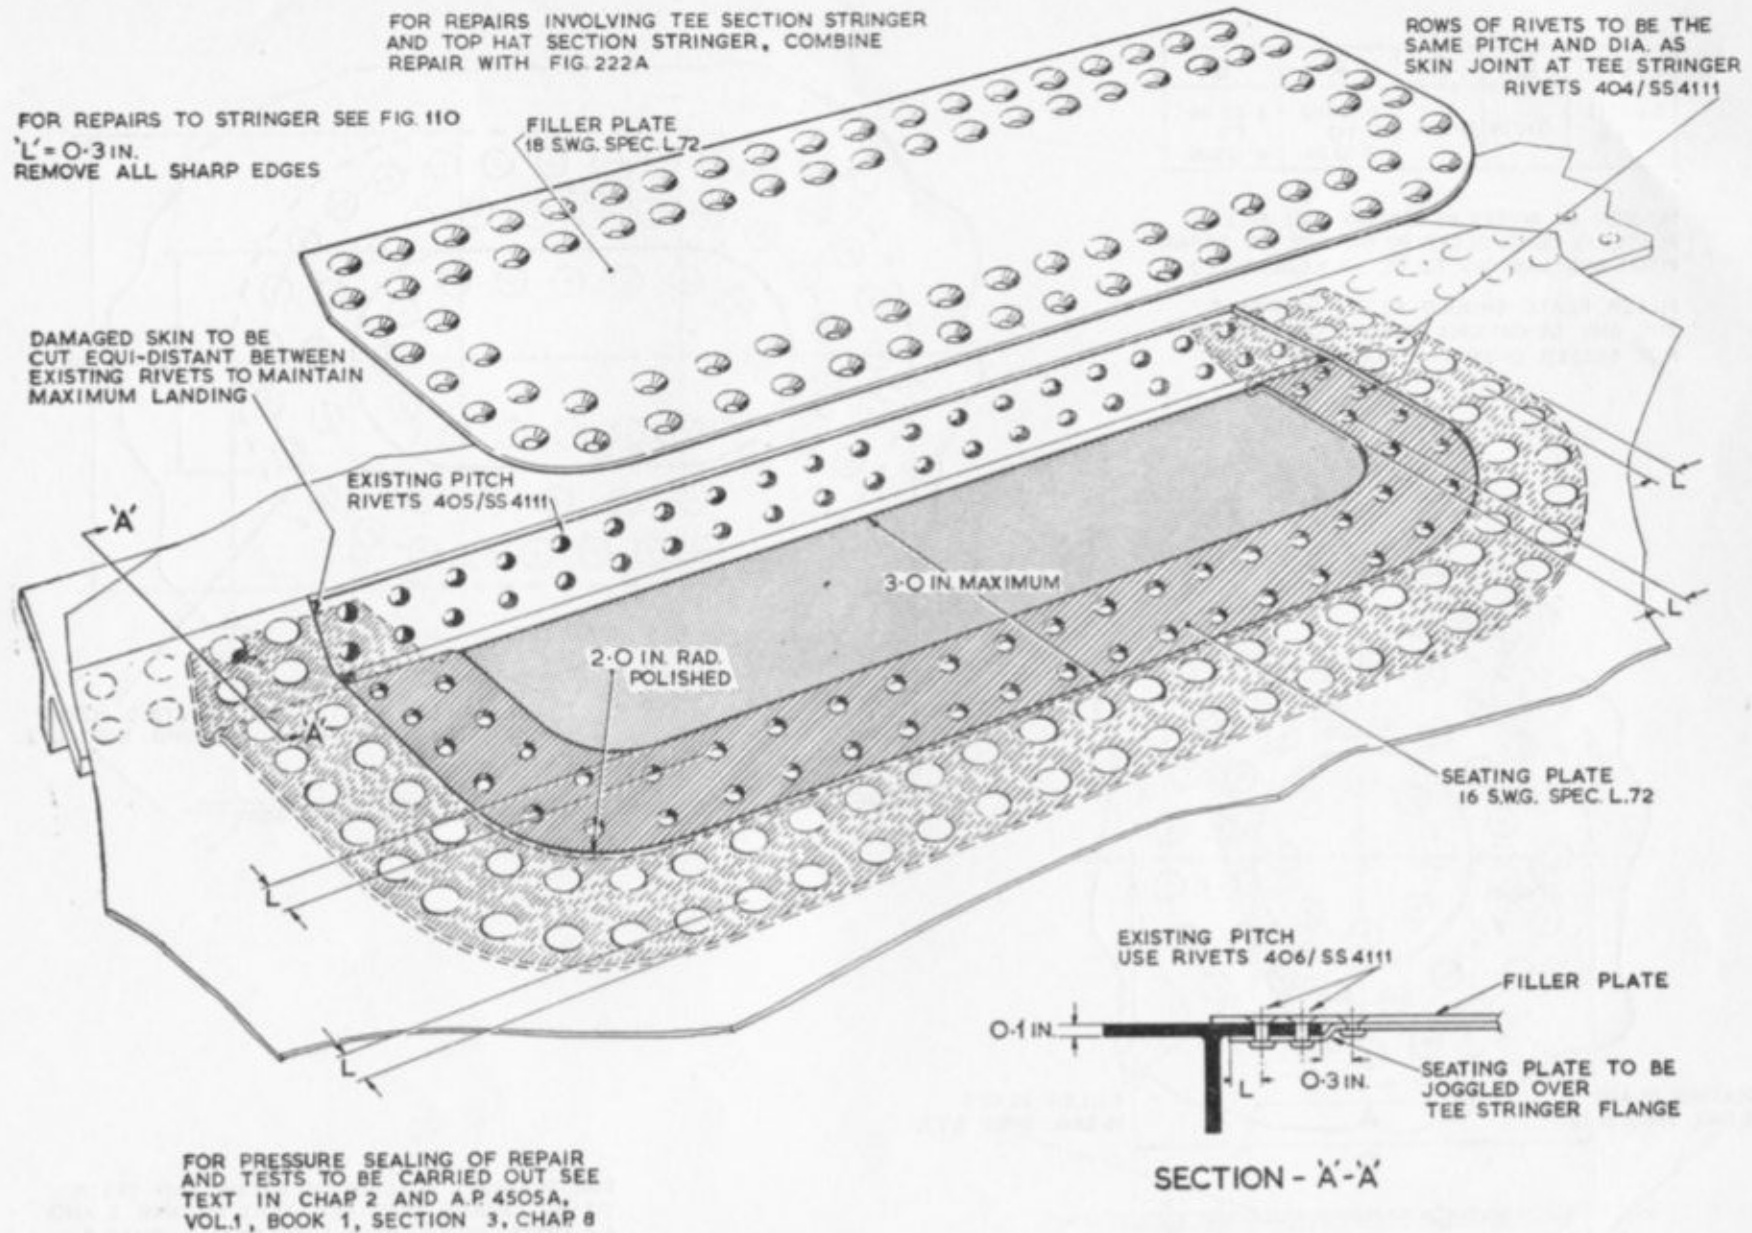 FOR REPAIRS INVOLVING TEE SECTION STRINGER
AND TOP HAT SECTION STRINGER, COMBINE
REPAIR WITH FIG. 222A
ROWS OF RIVETS TO BE THE
SAME PITCH AND DIA. AS
SKIN JOINT AT TEE STRINGER
RIVETS 404/SS4111
FOR REPAIRS TO STRINGER SEE FIG. 110
'L' = 0·3 IN.
REMOVE ALL SHARP EDGES
FILLER PLATE
18 S.W.G. SPEC. L.72
DAMAGED SKIN TO BE
CUT EQUI-DISTANT BETWEEN
EXISTING RIVETS TO MAINTAIN
MAXIMUM LANDING
EXISTING PITCH
RIVETS 405/SS4111
'A'
L
3·0 IN. MAXIMUM
L
2·0 IN. RAD.
POLISHED
'A'
SEATING PLATE
16 S.W.G. SPEC. L.72
L
L
EXISTING PITCH
USE RIVETS 406/SS4111
FILLER PLATE
0·1 IN.
L
0·3 IN.
SEATING PLATE TO BE
JOGGLED OVER
TEE STRINGER FLANGE
SECTION - 'A'-'A'
FOR PRESSURE SEALING OF REPAIR
AND TESTS TO BE CARRIED OUT SEE
TEXT IN CHAP. 2 AND A.P. 4505A,
VOL.1, BOOK 1, SECTION 3, CHAP. 8